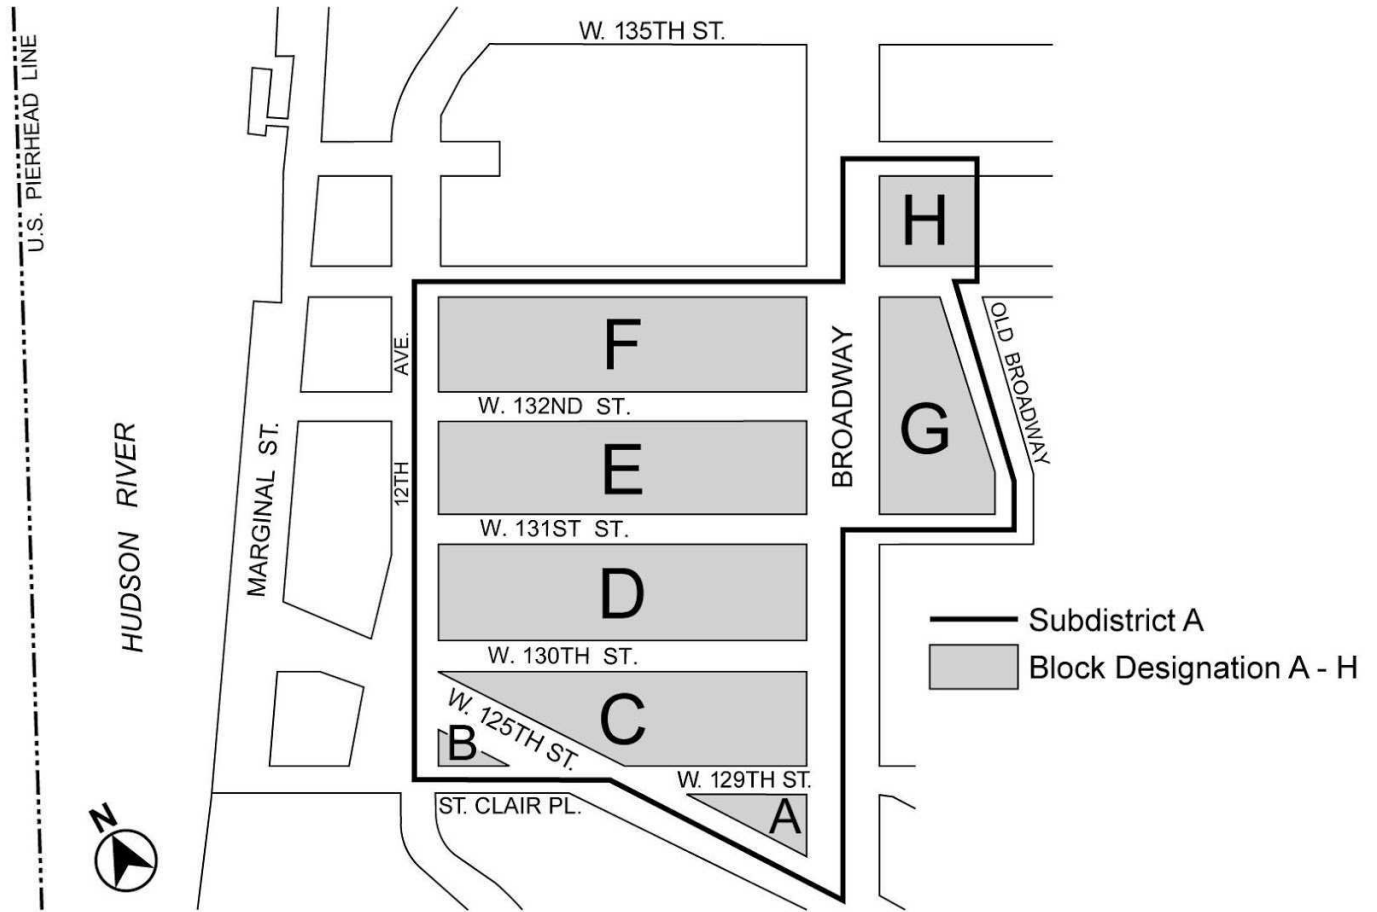 W. 135TH ST.
U.S. PIERHEAD LINE
H
OLD BROADWAY
F
AVE.
BROADWAY
W. 132ND ST.
G
HUDSON RIVER
MARGINAL ST.
12TH
E
W. 131ST ST.
D
Subdistrict A
W. 130TH ST.
Block Designation A - H
C
W. 125TH ST.
B
W. 129TH ST.
ST. CLAIR PL.
A
N